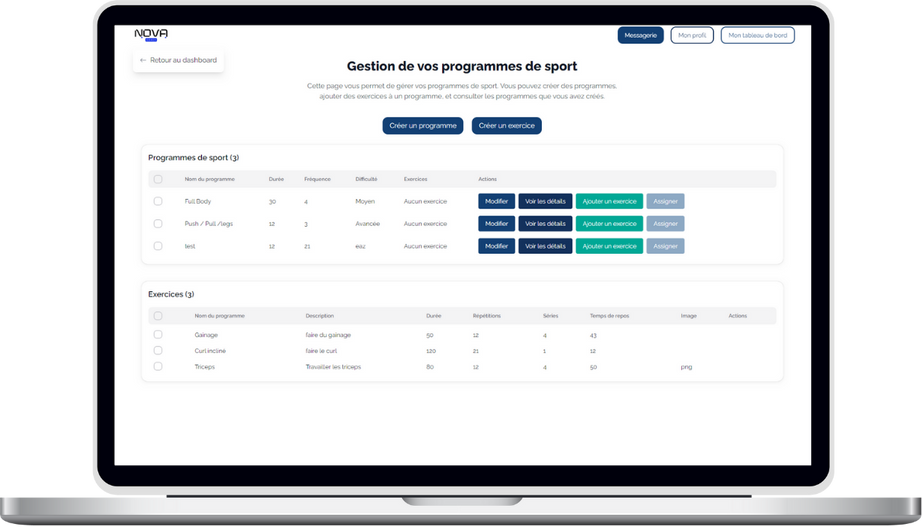 NOVA
Messagerie Mon profil Mon tableau de bord
← Retour au dashboard
Gestion de vos programmes de sport
Cette page vous permet de gérer vos programmes de sport. Vous pouvez créer des programmes,
ajouter des exercices à un programme, et consulter les programmes que vous avez créés.
Créer un programme Créer un exercice
Programmes de sport (3)
Nom du programme Durée Fréquence Difficulté Exercices Actions
Full Body 30 4 Moyen Aucun exercice Modifier Voir les détails Ajouter un exercice Assigner
Push / Pull /legs 12 3 Avancée Aucun exercice Modifier Voir les détails Ajouter un exercice Assigner
test 12 21 eaz Aucun exercice Modifier Voir les détails Ajouter un exercice Assigner
Exercices (3)
Nom du programme Description Durée Répétitions Séries Temps de repos Image Actions
Gainage faire du gainage 50 12 4 43
Curl incliné faire le curl 120 21 1 12
Triceps Travailler les triceps 80 12 4 50 png